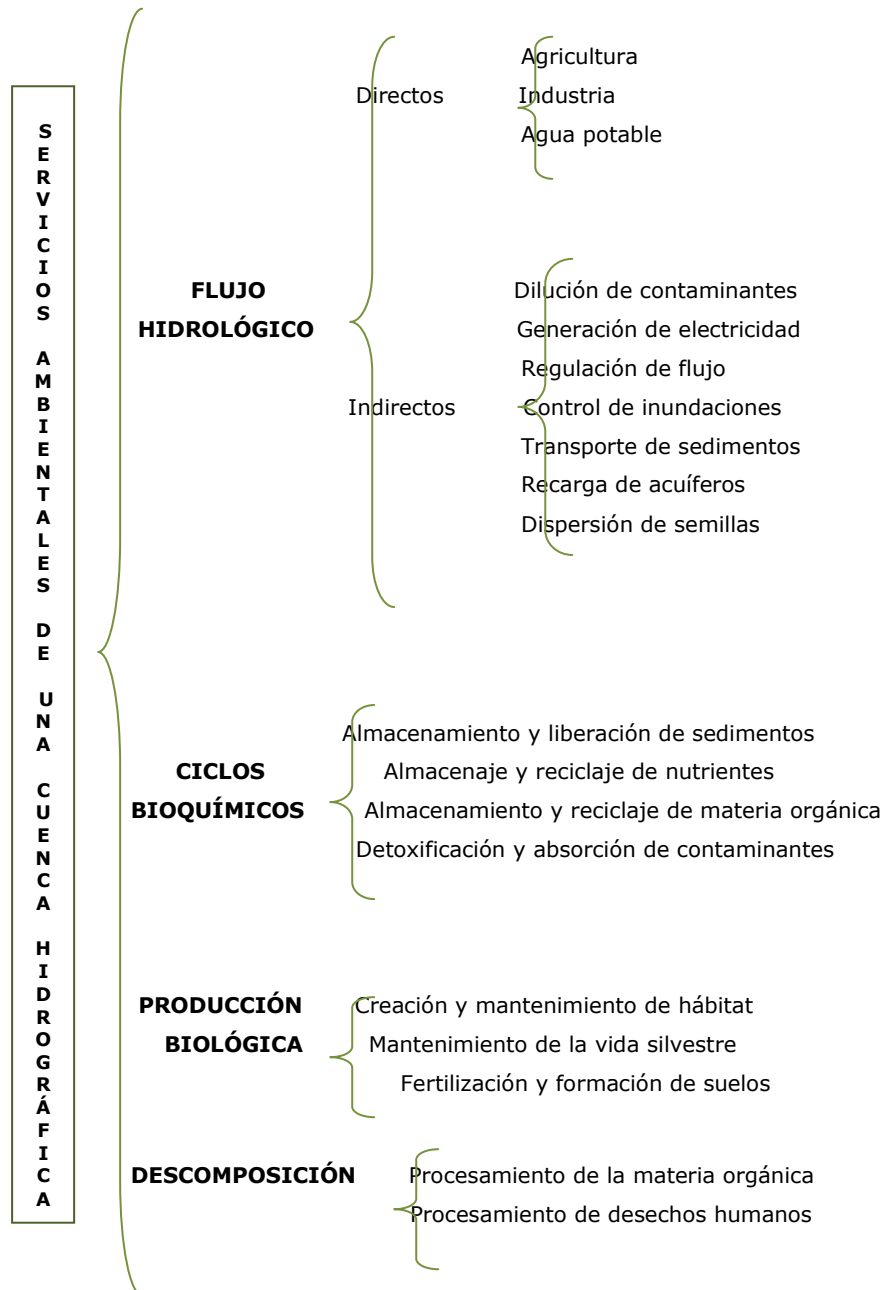 SERVICIOS AMBIENTALES DE UNA CUENCA HIDROGRÁFICA
FLUJO
HIDROLÓGICO
Directos
Agricultura
Industria
Agua potable
Indirectos
Dilución de contaminantes
Generación de electricidad
Regulación de flujo
Control de inundaciones
Transporte de sedimentos
Recarga de acuíferos
Dispersión de semillas
CICLOS
BIOQUÍMICOS
Almacenamiento y liberación de sedimentos
Almacenaje y reciclaje de nutrientes
Almacenamiento y reciclaje de materia orgánica
Detoxificación y absorción de contaminantes
PRODUCCIÓN
BIOLÓGICA
Creación y mantenimiento de hábitat
Mantenimiento de la vida silvestre
Fertilización y formación de suelos
DESCOMPOSICIÓN
Procesamiento de la materia orgánica
Procesamiento de desechos humanos